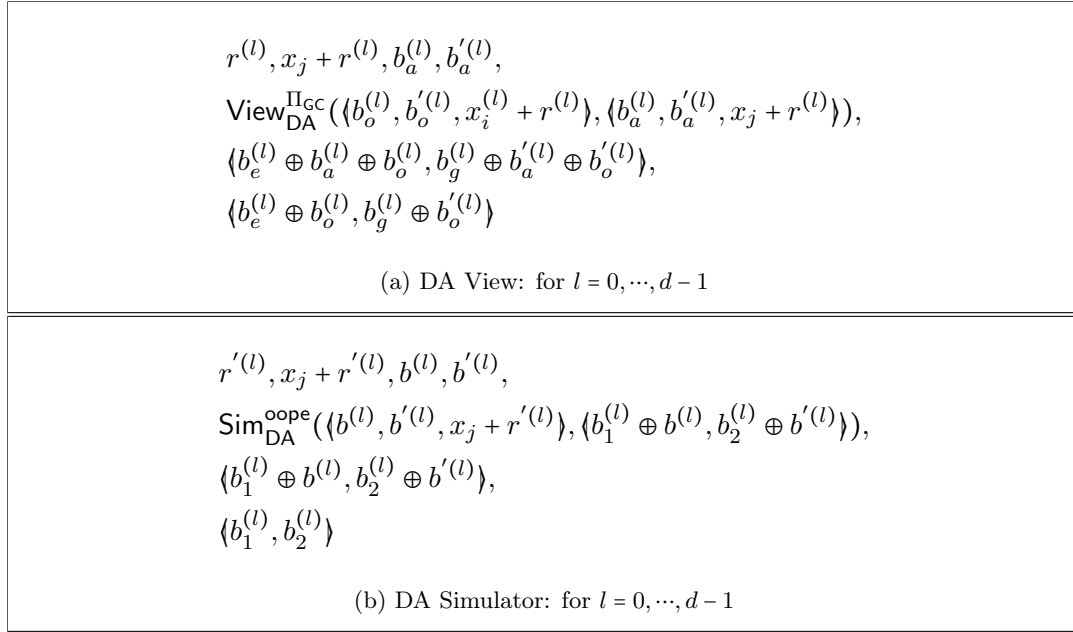 r^{(l)}, x_j + r^{(l)}, b_a^{(l)}, b_a^{'(l)},
View_{DA}^{Π_{GC}}(⟪b_o^{(l)}, b_o^{'(l)}, x_i^{(l)} + r^{(l)}⟫, ⟪b_a^{(l)}, b_a^{'(l)}, x_j + r^{(l)}⟫),
⟪b_e^{(l)} ⊕ b_a^{(l)} ⊕ b_o^{(l)}, b_g^{(l)} ⊕ b_a^{'(l)} ⊕ b_o^{'(l)}⟫,
⟪b_e^{(l)} ⊕ b_o^{(l)}, b_g^{(l)} ⊕ b_o^{'(l)}⟫
(a) DA View: for l = 0, ⋯, d − 1
r^{'(l)}, x_j + r^{'(l)}, b^{(l)}, b^{'(l)},
Sim_{DA}^{oope}(⟪b^{(l)}, b^{'(l)}, x_j + r^{'(l)}⟫, ⟪b_1^{(l)} ⊕ b^{(l)}, b_2^{(l)} ⊕ b^{'(l)}⟫),
⟪b_1^{(l)} ⊕ b^{(l)}, b_2^{(l)} ⊕ b^{'(l)}⟫,
⟪b_1^{(l)}, b_2^{(l)}⟫
(b) DA Simulator: for l = 0, ⋯, d − 1